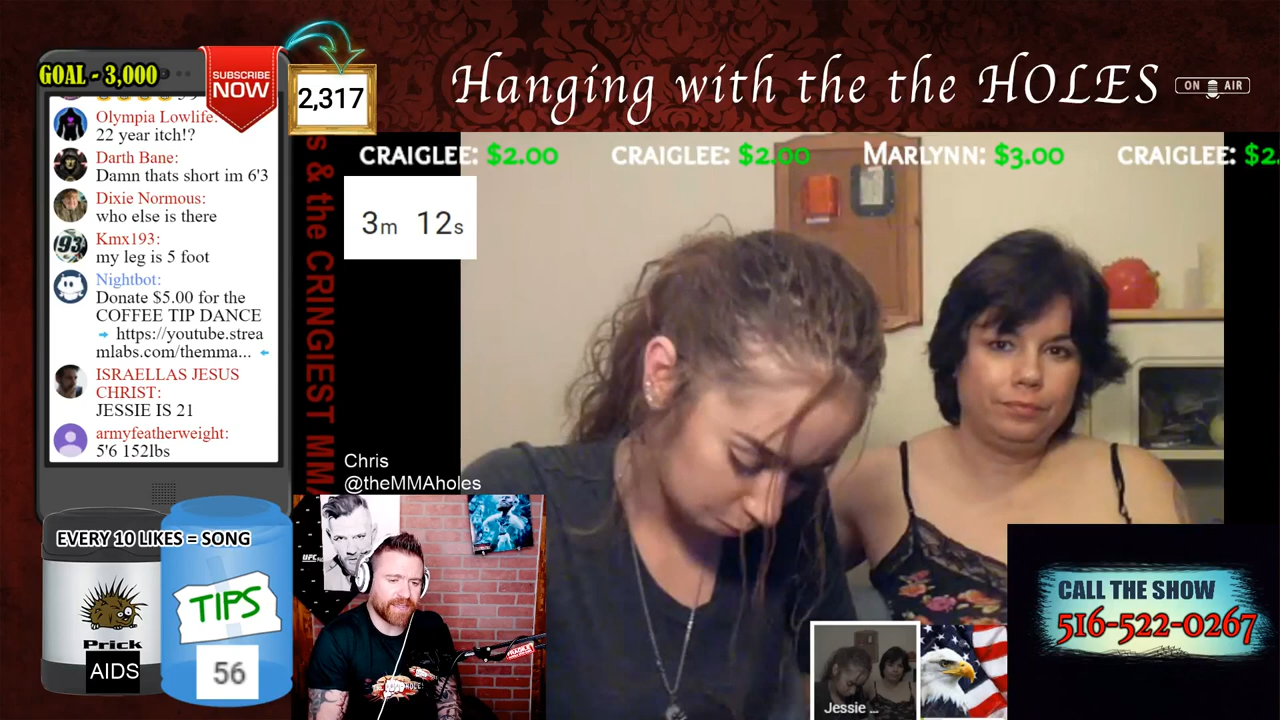 GOAL - 3,000
SUBSCRIBE
NOW
2,317
Hanging with the the HOLES
ON AIR
Olympia Lowlife:
22 year itch!?
Darth Bane:
Damn thats short im 6'3
Dixie Normous:
who else is there
Kmx193:
my leg is 5 foot
Nightbot:
Donate $5.00 for the
COFFEE TIP DANCE
https://youtube.strea
mlabs.com/themma...
ISRAELLAS JESUS
CHRIST:
JESSIE IS 21
armyfeatherweight:
5'6 152lbs
s & the CRINGIEST MMA
CRAIGLEE: $2.00 CRAIGLEE: $2.00 MARLYNN: $3.00 CRAIGLEE: $2.
3m 12s
93
Chris
@theMMAholes
UFC
EVERY 10 LIKES = SONG
Prick
AIDS
TIPS
56
Jessie ...
CALL THE SHOW
516-522-0267